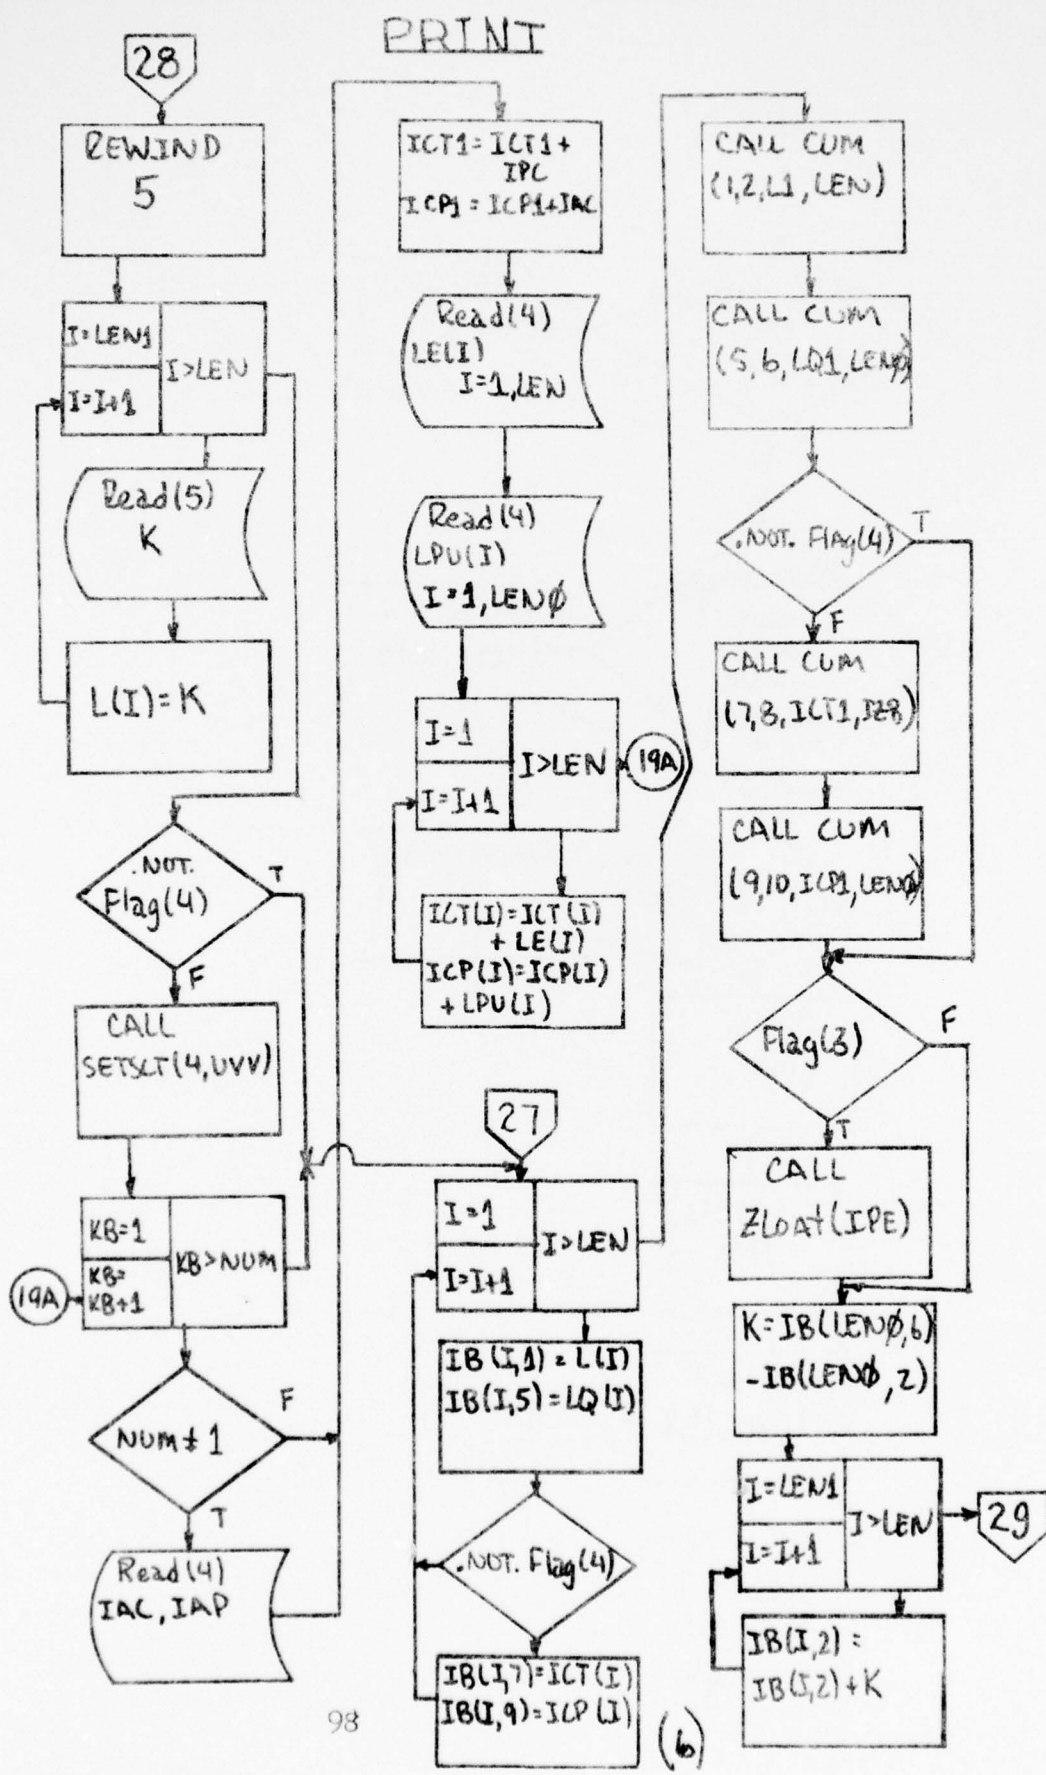 PRINT
28
REWIND
5
I=LEN1
I>LEN
I=I+1
Read(5)
K
L(I)=K
.NOT.
Flag(4)
T
F
CALL
SETSCT(4,UVV)
KB=1
KB>NUM
KB=
KB+1
19A
NUM≠1
F
T
Read(4)
IAC, IAP
ICT1=ICT1+
IPC
ICP1=ICP1+IAC
Read(4)
LE(I)
I=1,LEN
Read(4)
LPU(I)
I=1,LENØ
I=1
I>LEN
19A
I=I+1
ICT(I)=ICT(I)
+ LE(I)
ICP(I)=ICP(I)
+LPU(I)
27
I=1
I>LEN
I=I+1
IB(I,1)=L(I)
IB(I,5)=LQ(I)
.NOT. Flag(4)
IB(I,7)=ICT(I)
IB(I,9)=ICP(I)
CALL CUM
(1,2,L1,LEN)
CALL CUM
(5,6,LQ1,LENØ)
.NOT. Flag(4)
T
F
CALL CUM
(7,8,ICT1,IZ8)
CALL CUM
(9,10,ICP1,LENØ)
Flag(3)
F
T
CALL
ZLOAT(IPE)
K=IB(LENØ,6)
-IB(LENØ,2)
I=LEN1
I>LEN
29
I=I+1
IB(I,2)=
IB(I,2)+K
98
(b)